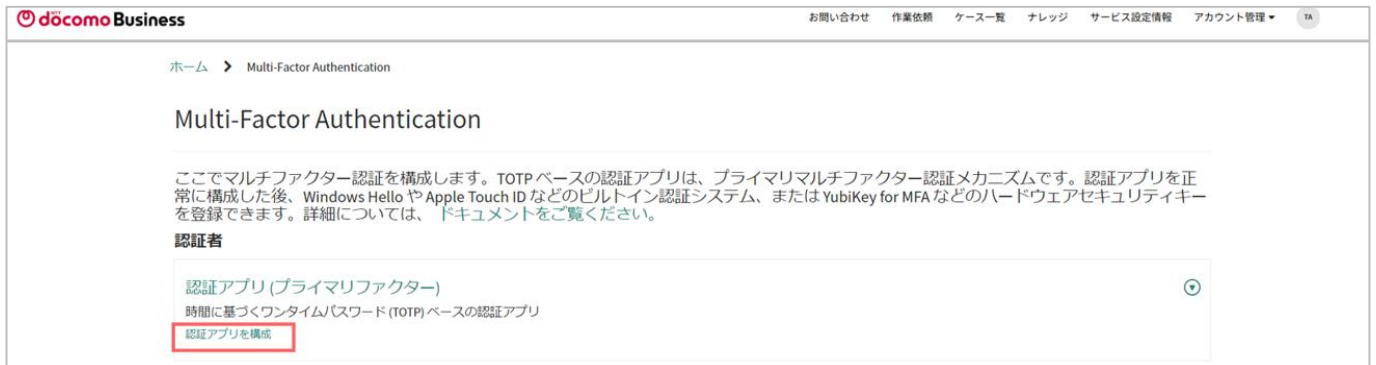 NTT döcomo Business
お問い合わせ 作業依頼 ケース一覧 ナレッジ サービス設定情報 アカウント管理 TA
ホーム Multi-Factor Authentication
Multi-Factor Authentication
ここでマルチファクター認証を構成します。TOTP ベースの認証アプリは、プライマリマルチファクター認証メカニズムです。認証アプリを正
常に構成した後、Windows Hello や Apple Touch ID などのビルトイン認証システム、または YubiKey for MFA などのハードウェアセキュリティキー
を登録できます。詳細については、 ドキュメントをご覧ください。
認証者
認証アプリ (プライマリファクター)
時間に基づくワンタイムパスワード (TOTP) ベースの認証アプリ
認証アプリを構成